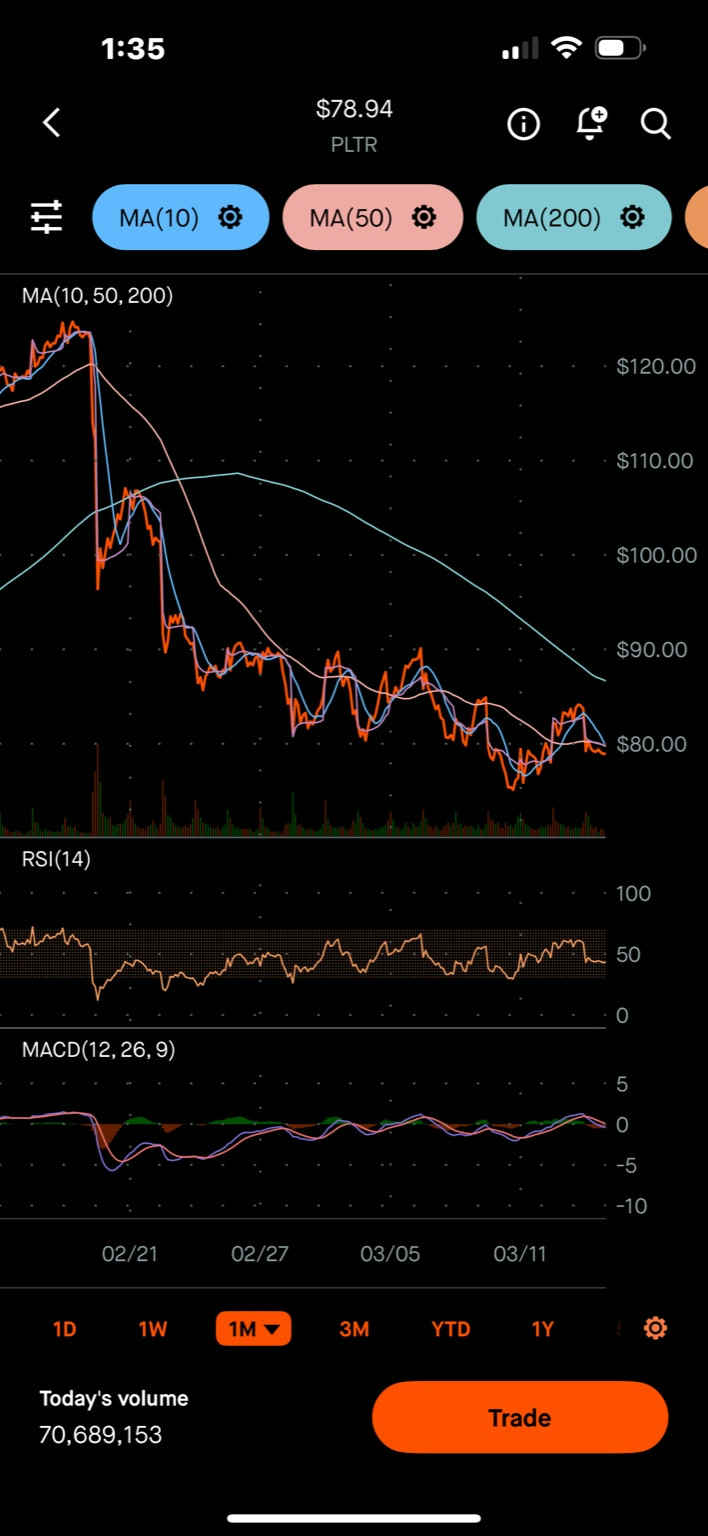 1:35
$78.94
PLTR
MA(10)
MA(50)
MA(200)
MA(10,50,200)
$120.00
$110.00
$100.00
$90.00
$80.00
RSI(14)
100
50
0
MACD(12,26,9)
5
0
-5
-10
02/21 02/27 03/05 03/11
1D 1W 1M 3M YTD 1Y
Today's volume
70,689,153
Trade